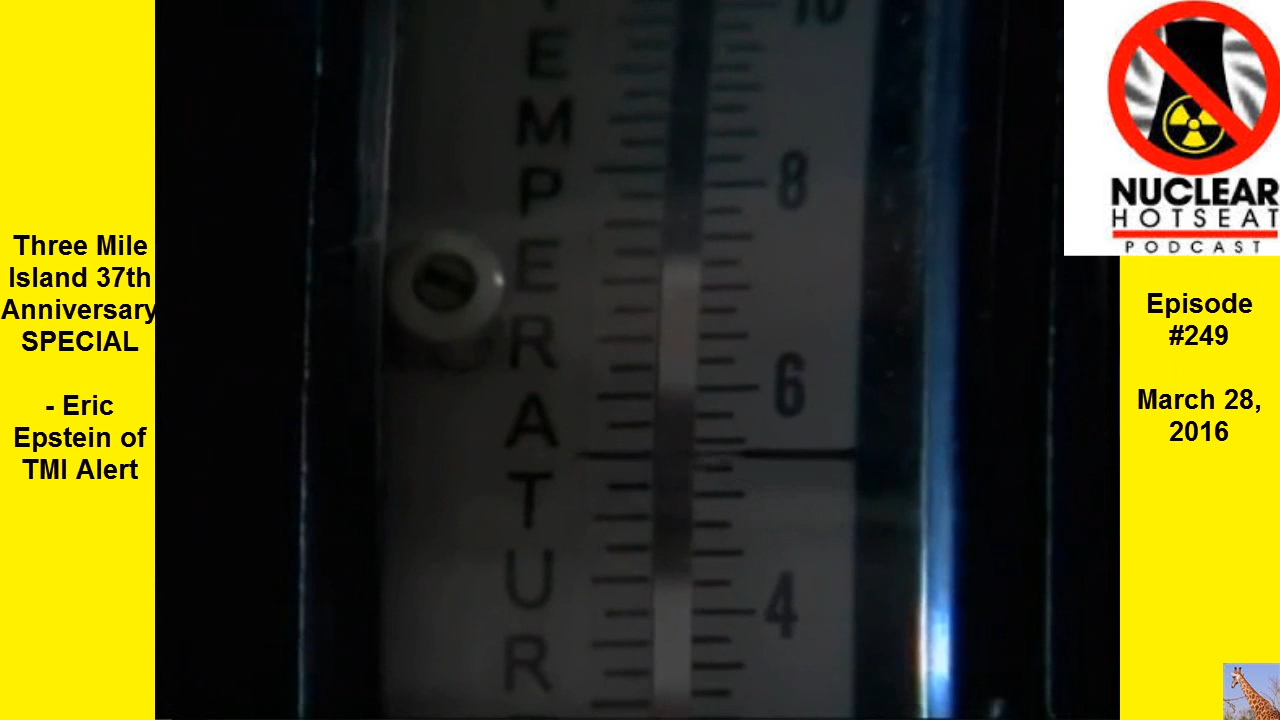 Three Mile
Island 37th
Anniversary
SPECIAL
- Eric
Epstein of
TMI Alert
TEMPERATUR
10
8
6
4
NUCLEAR
HOTSEAT
PODCAST
Episode
#249
March 28,
2016